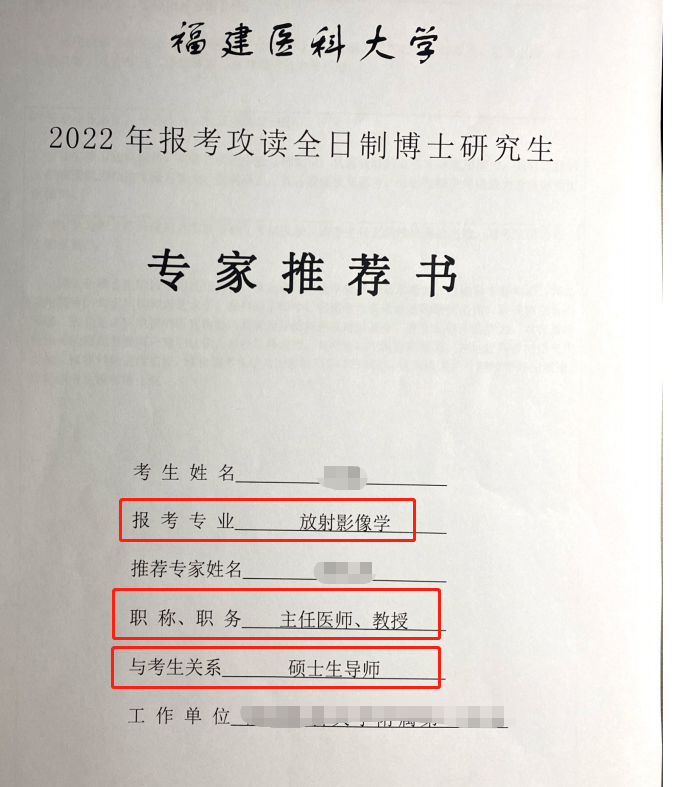 福建医科大学
2022年报考攻读全日制博士研究生
专家推荐书
考生姓名
报考专业 放射影像学
推荐专家姓名
职称、职务 主任医师、教授
与考生关系 硕士生导师
工作单位